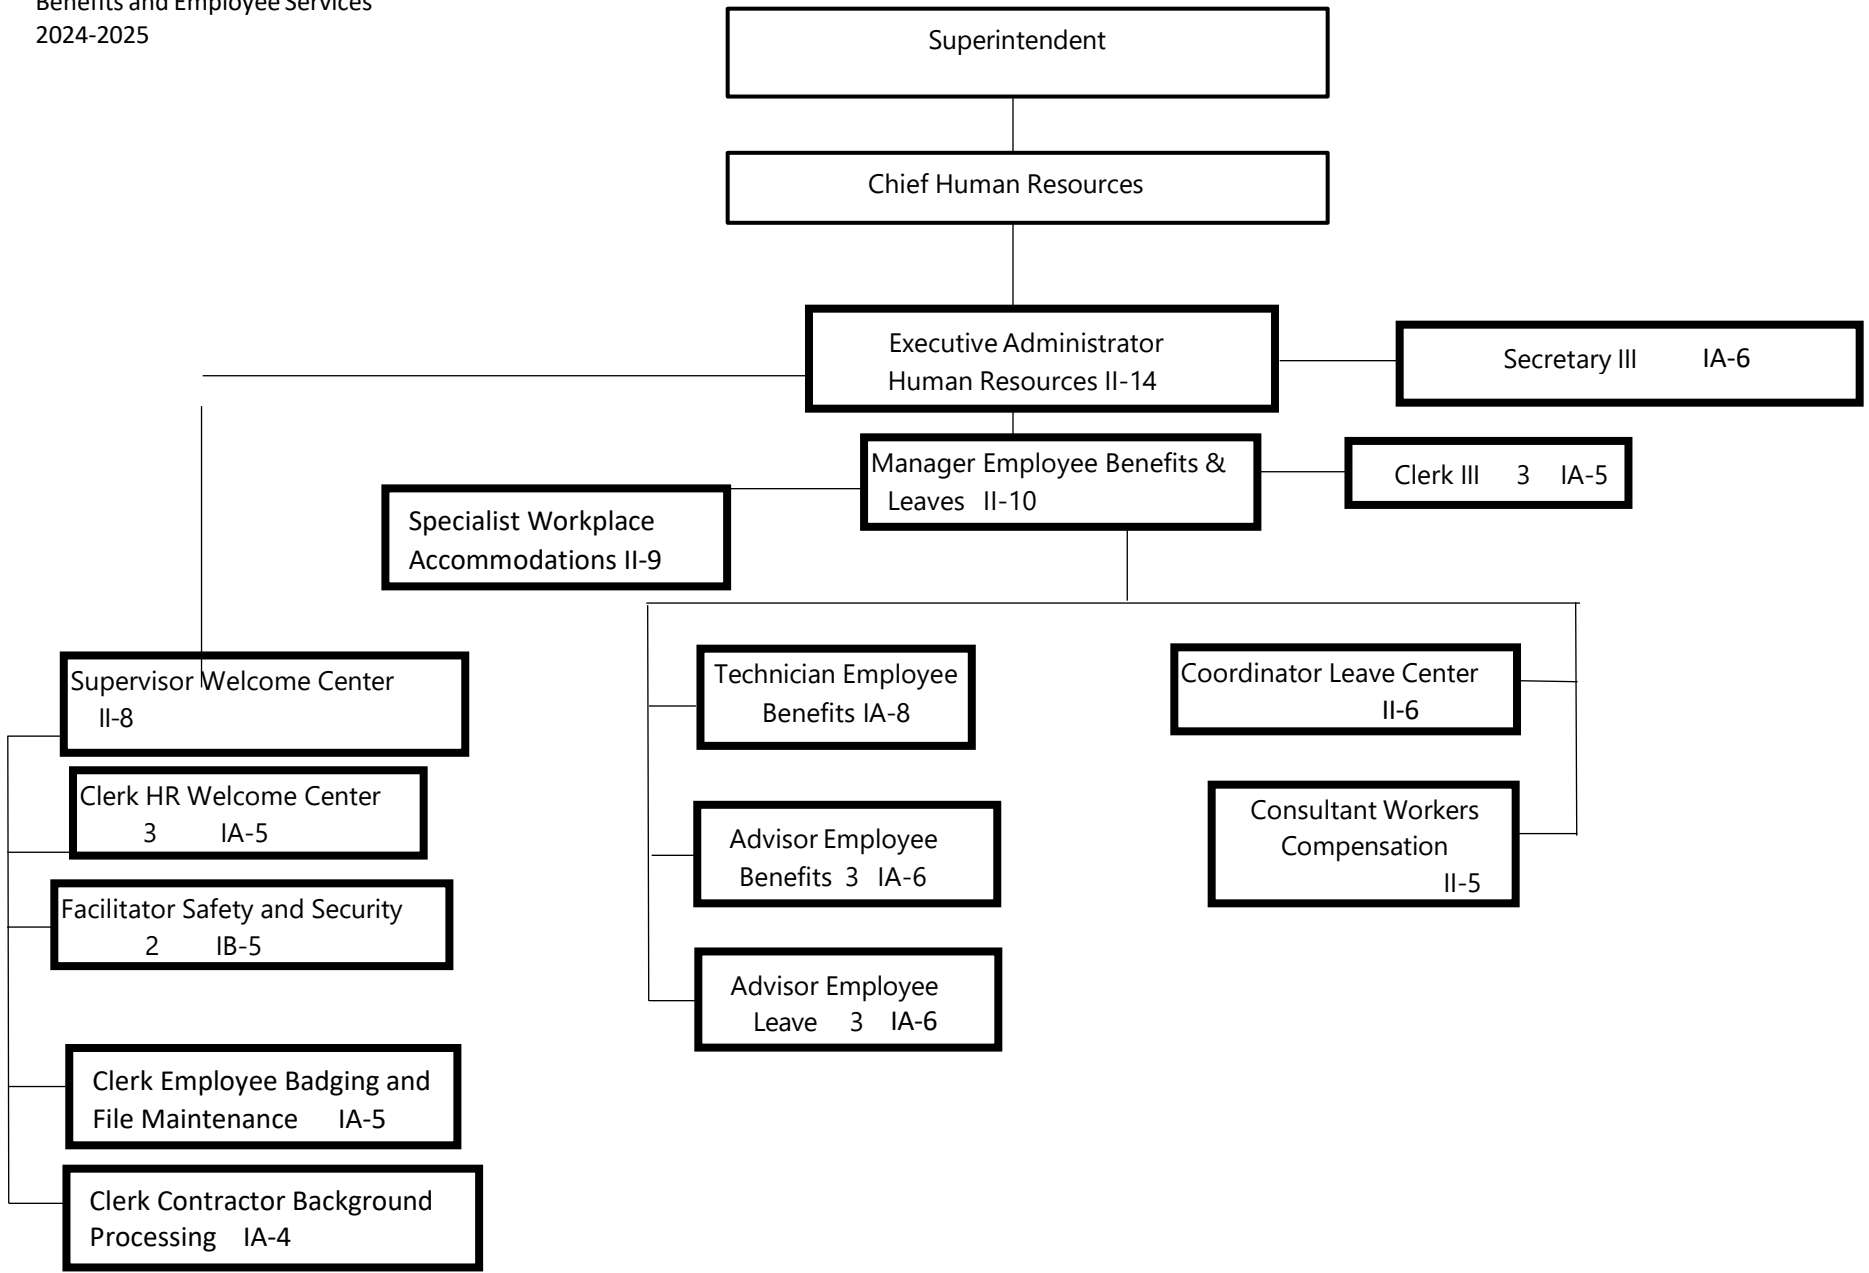 Benefits and Employee Services
2024-2025
Superintendent
Chief Human Resources
Executive Administrator
Human Resources II-14
Secretary III IA-6
Manager Employee Benefits &
Leaves II-10
Clerk III 3 IA-5
Specialist Workplace
Accommodations II-9
Supervisor Welcome Center
II-8
Clerk HR Welcome Center
3 IA-5
Facilitator Safety and Security
2 IB-5
Clerk Employee Badging and
File Maintenance IA-5
Clerk Contractor Background
Processing IA-4
Technician Employee
Benefits IA-8
Advisor Employee
Benefits 3 IA-6
Advisor Employee
Leave 3 IA-6
Coordinator Leave Center
II-6
Consultant Workers
Compensation
II-5